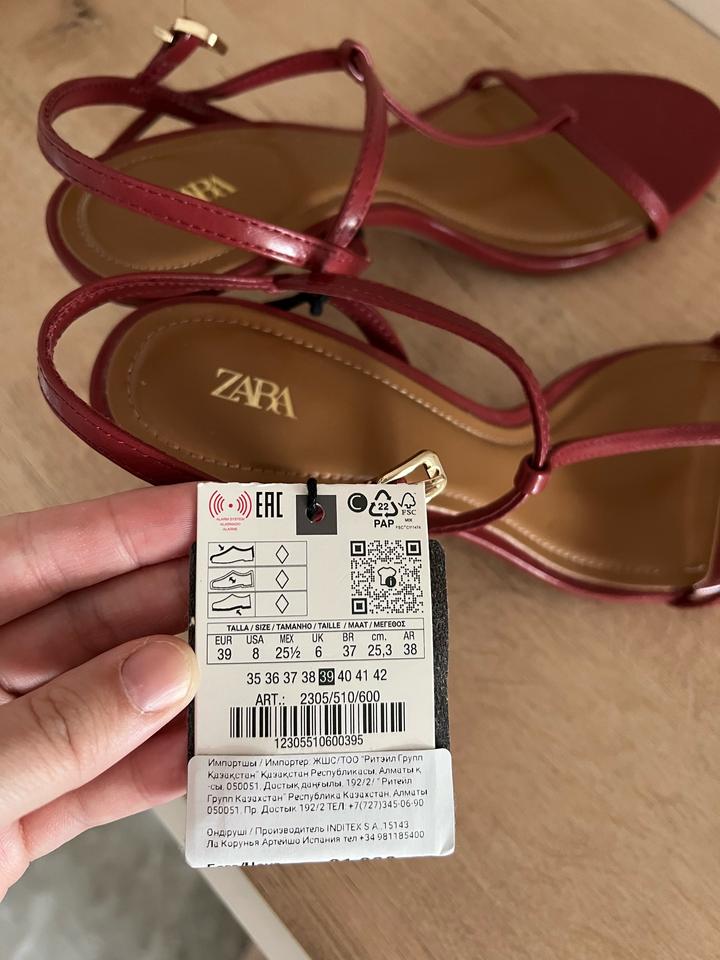 ZARA
ZARA
ALARM SYSTEM
ALARMADO
ALARME
EAC
C
22
PAP
FSC
MIX
TALLA / SIZE / TAMANHO / TAILLE / MAAT / ΜΕΓΕΘΟΣ
EUR USA MEX UK BR cm. AR
39 8 25½ 6 37 25,3 38
35 36 37 38 39 40 41 42
ART.: 2305/510/600
12305510600395
Импортшы / Импортер: ЖШС/ТОО "Ритэйл Групп
Қазақстан" Қазақстан Республикасы, Алматы қ
-сы, 050051, Достык даңғылы, 192/2/ "Ритейл
Групп Казахстан" Республика Казахстан, Алматы
050051, Пр. Достык 192/2 ТЕЛ: +7(727)345-06-90
Өндіруші / Производитель INDITEX S.A.,15143,
Ла Корунья Артейшо Испания тел +34 981185400